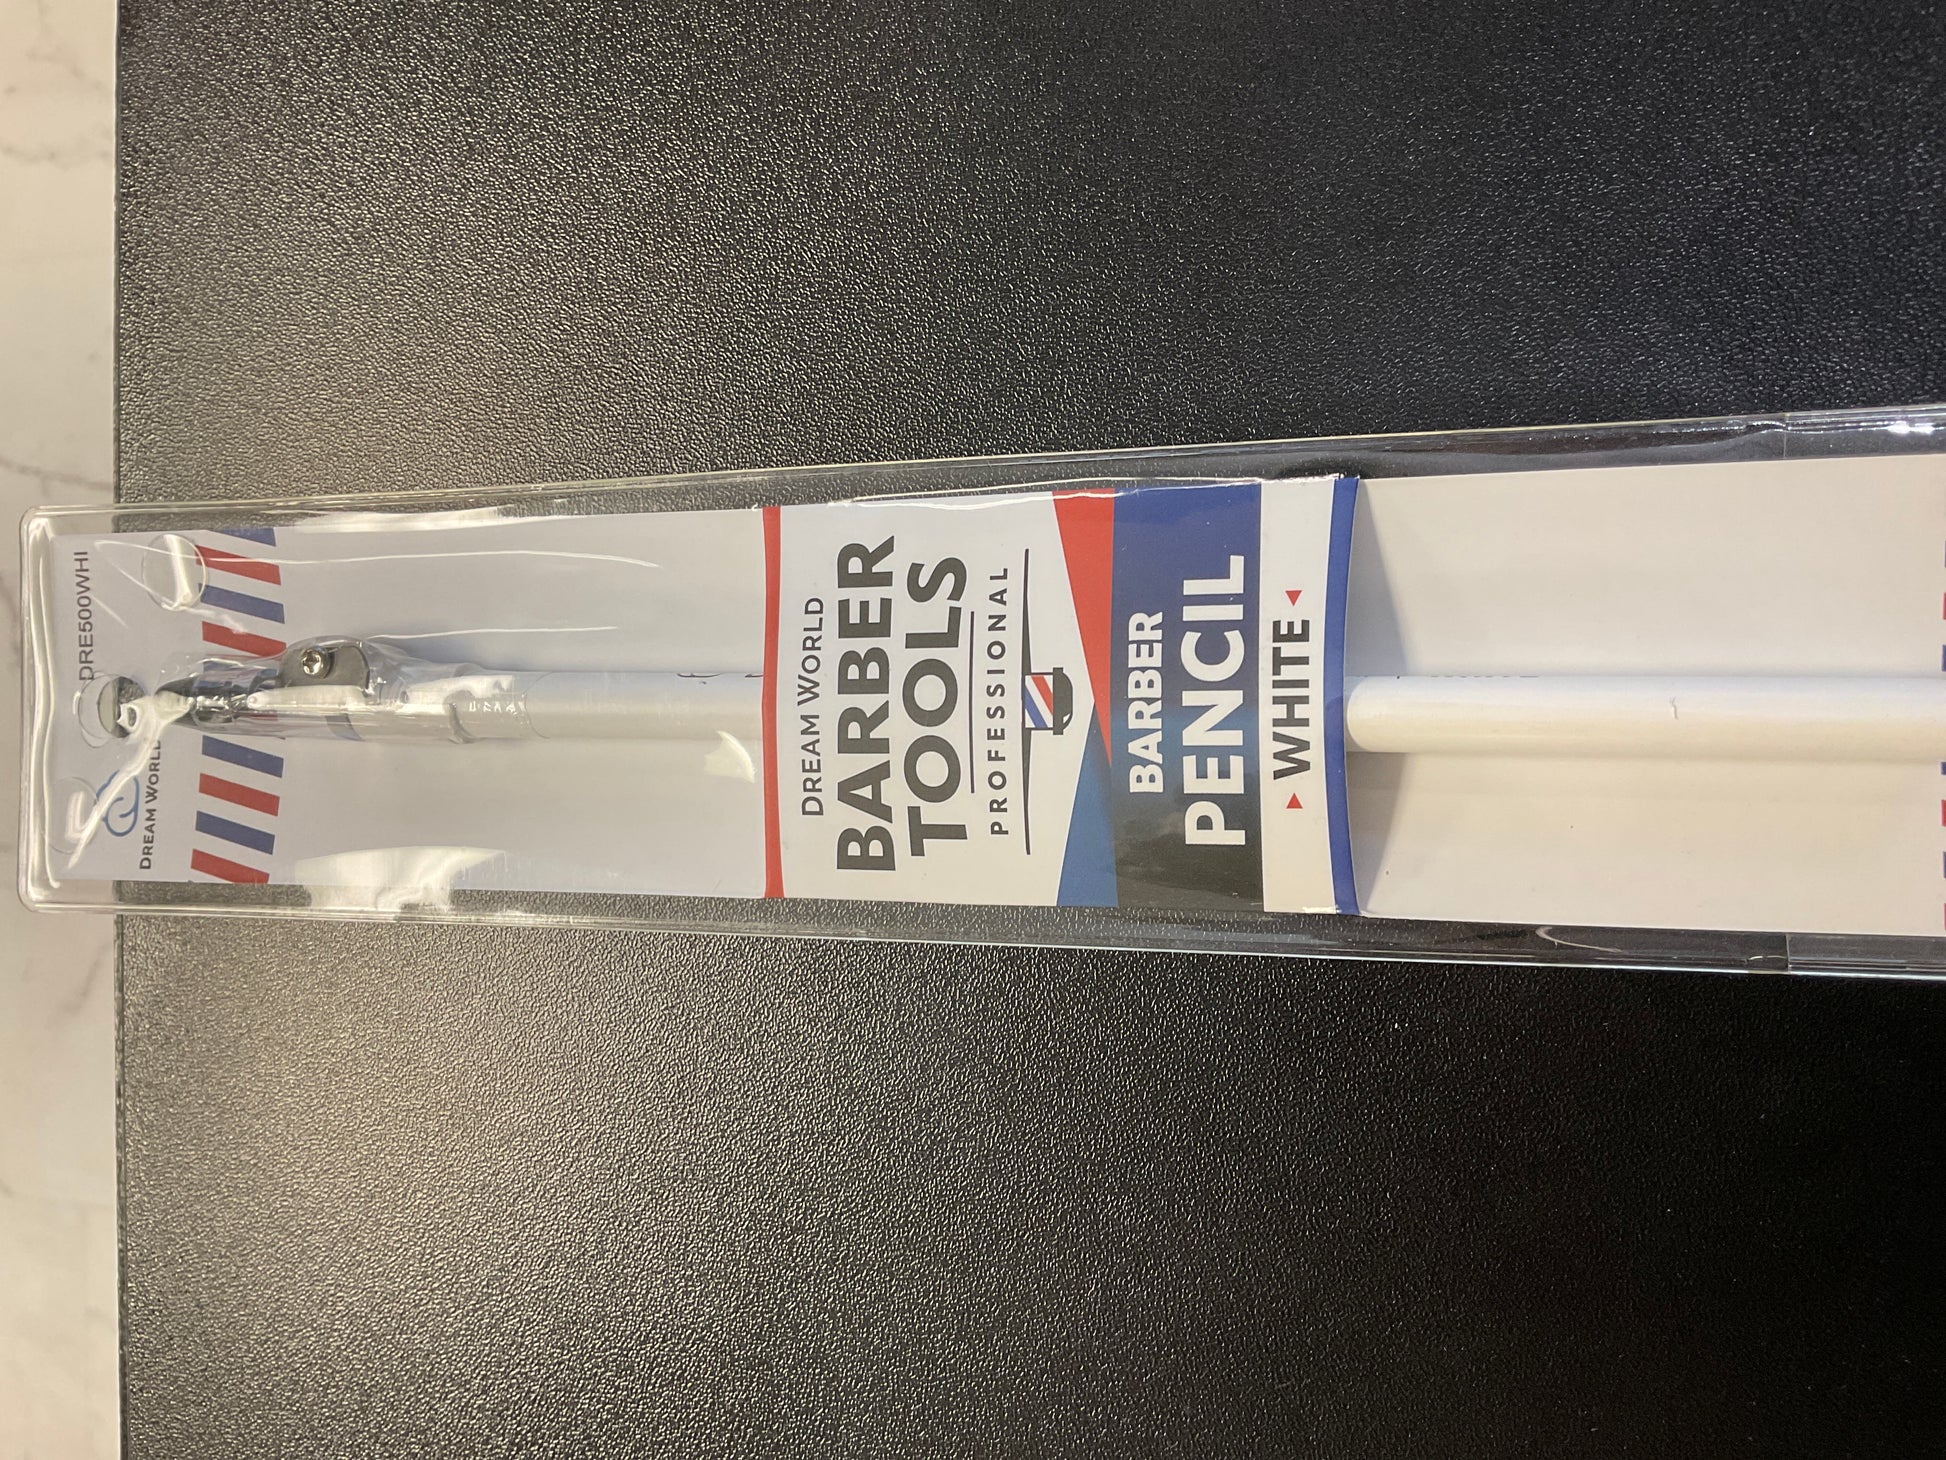 DRE500WHI
DREAM WORLD
DREAM WORLD
BARBER
TOOLS
PROFESSIONAL
BARBER
PENCIL
WHITE